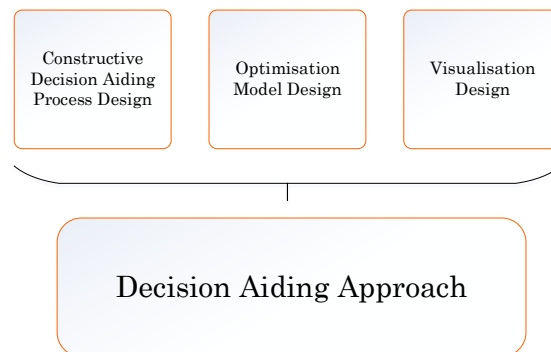 Constructive
Decision Aiding
Process Design
Optimisation
Model Design
Visualisation
Design
Decision Aiding Approach